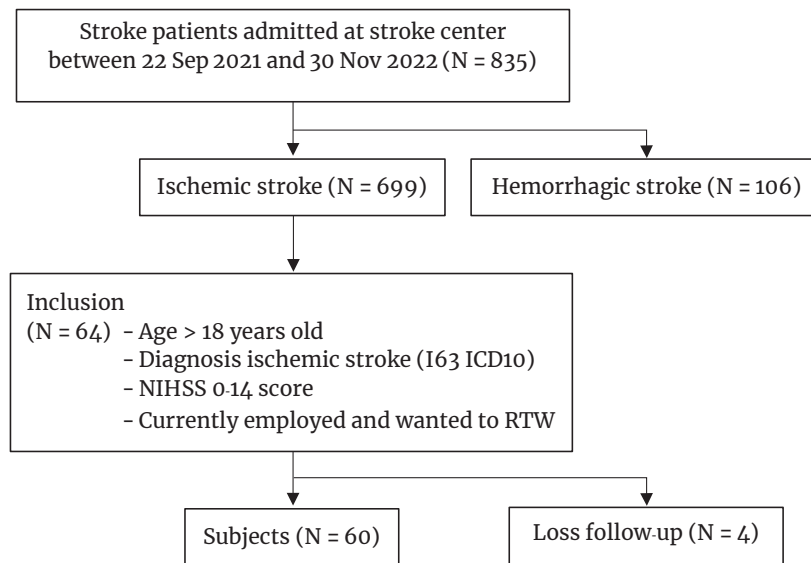 Stroke patients admitted at stroke center
between 22 Sep 2021 and 30 Nov 2022 (N = 835)
Ischemic stroke (N = 699)
Hemorrhagic stroke (N = 106)
Inclusion
(N = 64) - Age > 18 years old
- Diagnosis ischemic stroke (I63 ICD10)
- NIHSS 0-14 score
- Currently employed and wanted to RTW
Subjects (N = 60)
Loss follow-up (N = 4)